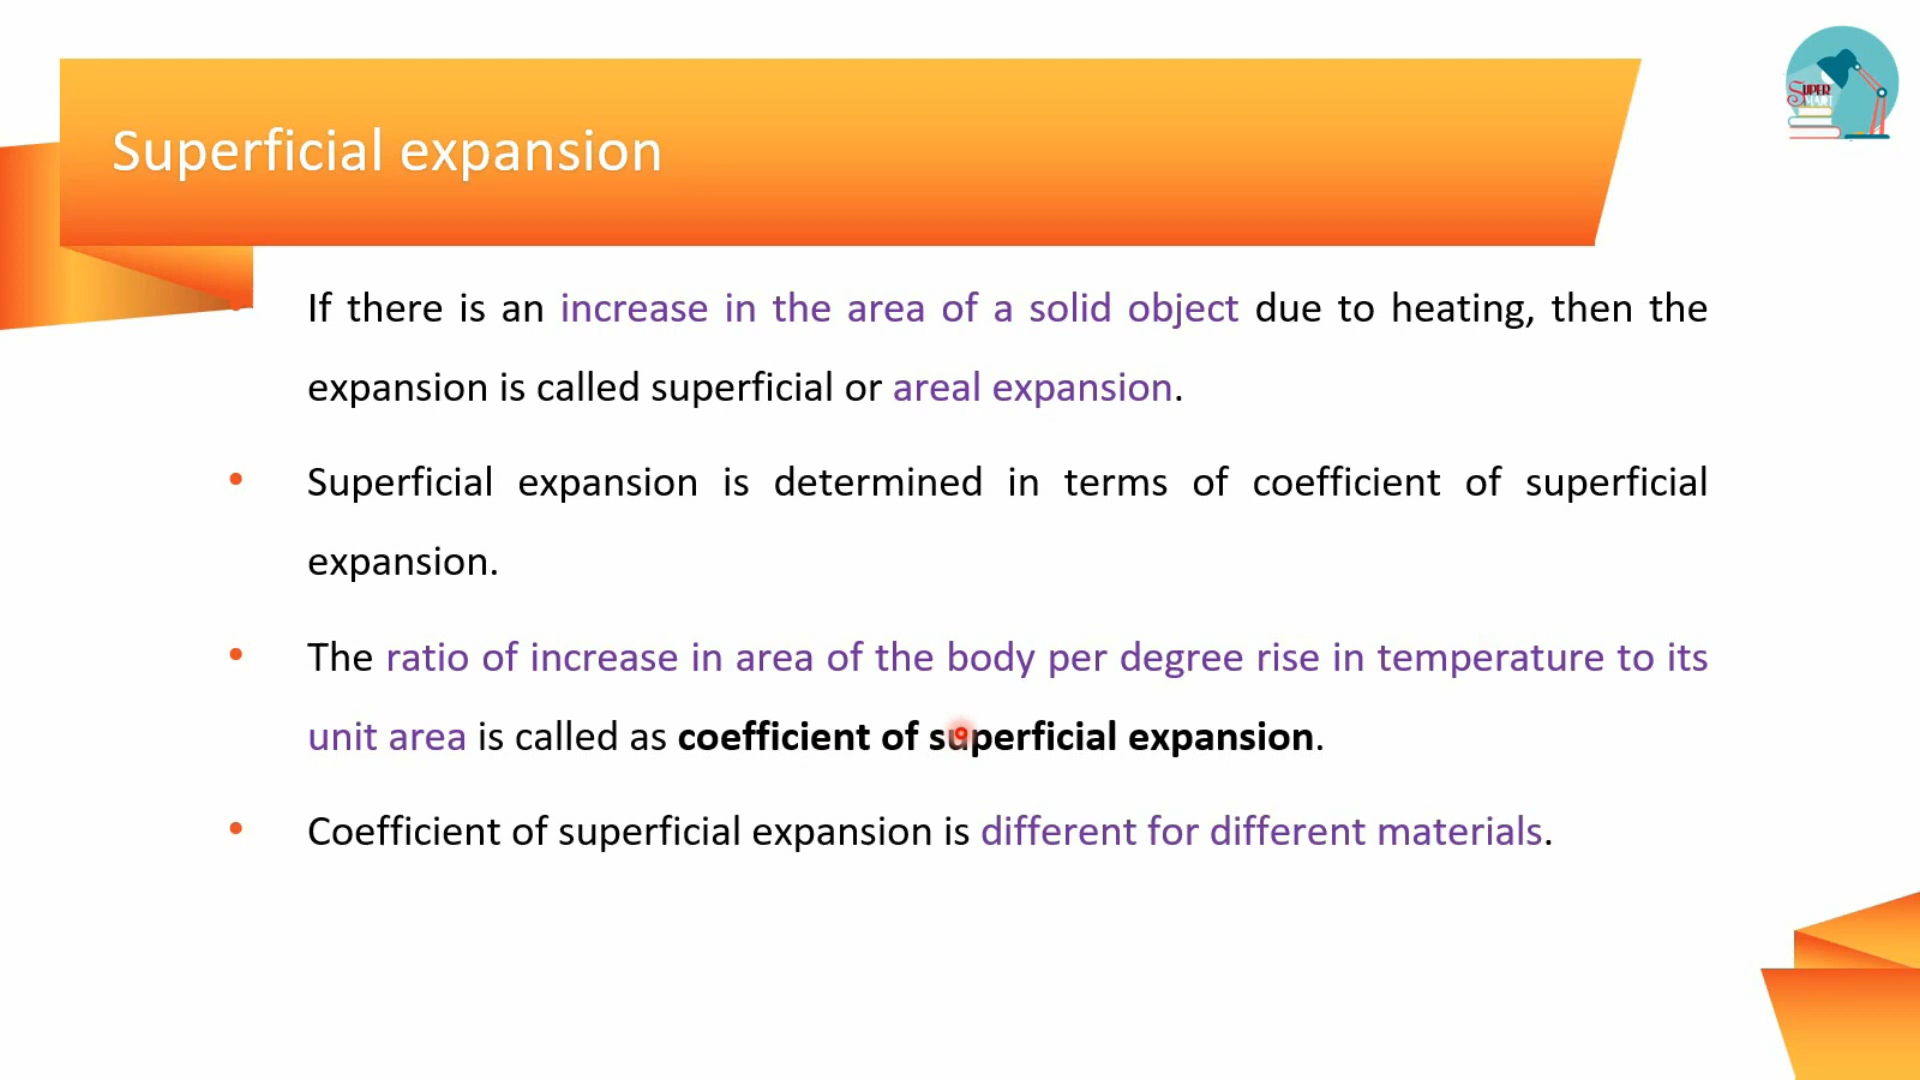 SUPER
SMART
Superficial expansion
If there is an increase in the area of a solid object due to heating, then the
expansion is called superficial or areal expansion.
• Superficial expansion is determined in terms of coefficient of superficial
expansion.
• The ratio of increase in area of the body per degree rise in temperature to its
unit area is called as coefficient of superficial expansion.
• Coefficient of superficial expansion is different for different materials.